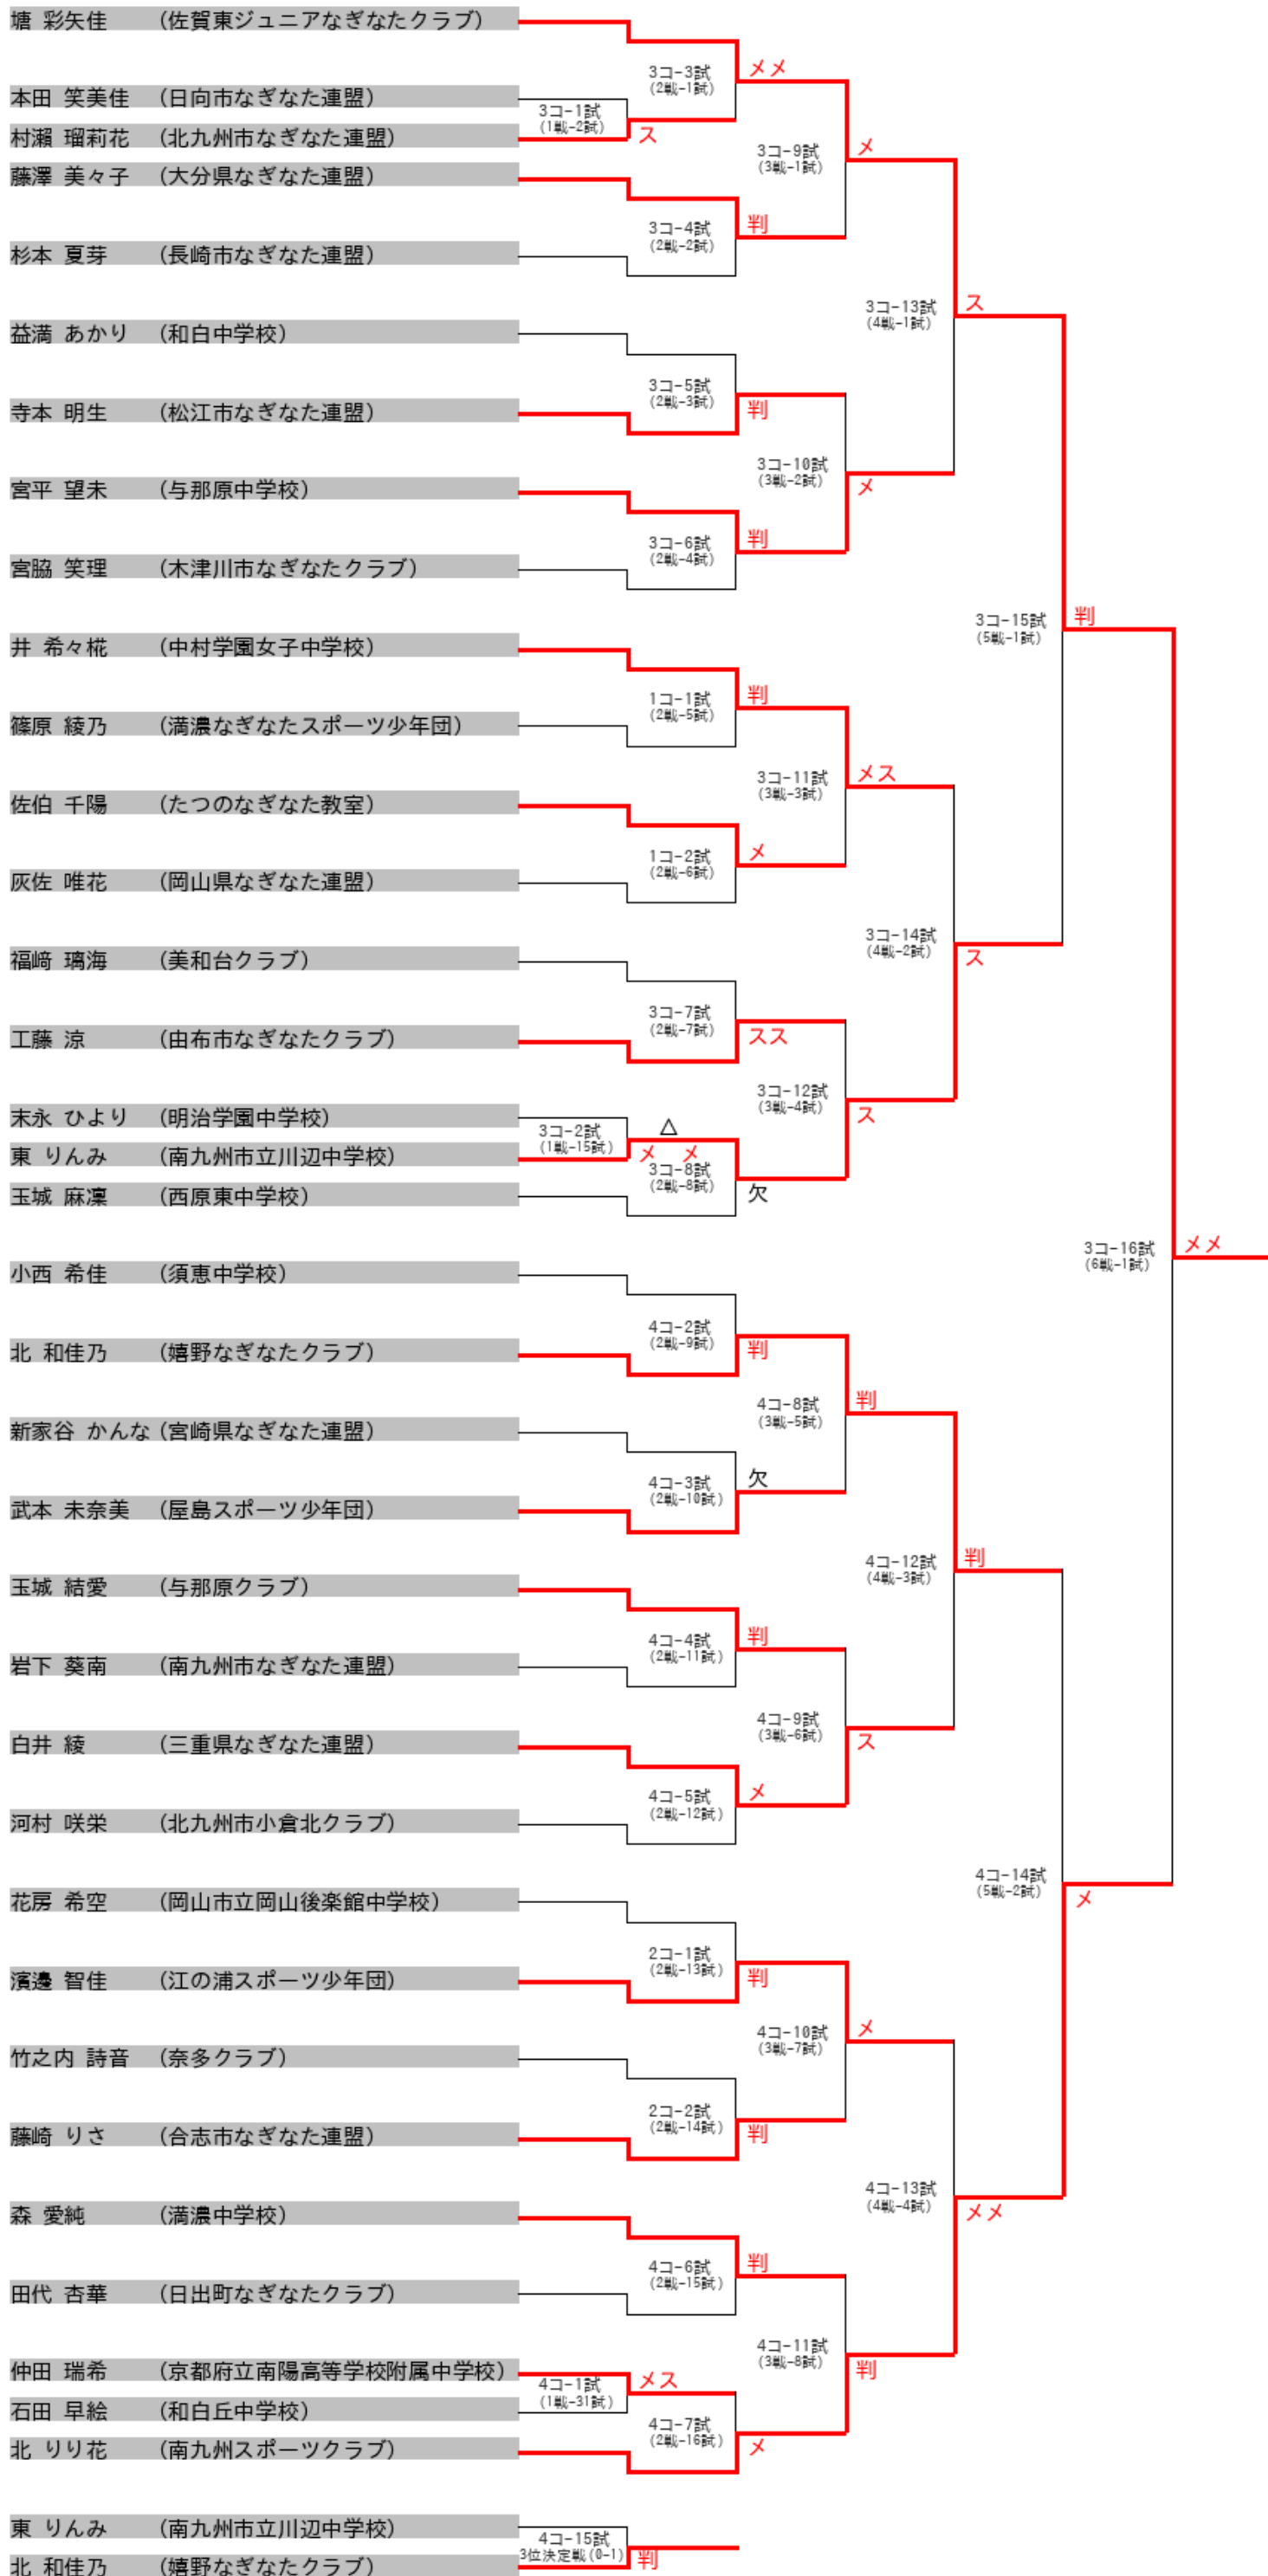 塘 彩矢佳 (佐賀東ジュニアなぎなたクラブ)
メメ
3コ-3試
(2戦-1試)
本田 笑美佳 (日向市なぎなた連盟)
3コ-1試
(1戦-2試)
村瀨 瑠莉花 (北九州市なぎなた連盟)
ス
3コ-9試
(3戦-1試)
メ
藤澤 美々子 (大分県なぎなた連盟)
3コ-4試
(2戦-2試)
判
杉本 夏芽 (長崎市なぎなた連盟)
3コ-13試
(4戦-1試)
ス
益満 あかり (和白中学校)
3コ-5試
(2戦-3試)
判
寺本 明生 (松江市なぎなた連盟)
3コ-10試
(3戦-2試)
メ
宮平 望未 (与那原中学校)
3コ-6試
(2戦-4試)
判
宮脇 笑理 (木津川市なぎなたクラブ)
3コ-15試
(5戦-1試)
判
井 希々椛 (中村学園女子中学校)
1コ-1試
(2戦-5試)
判
篠原 綾乃 (満濃なぎなたスポーツ少年団)
3コ-11試
(3戦-3試)
メス
佐伯 千陽 (たつのなぎなた教室)
1コ-2試
(2戦-6試)
メ
灰佐 唯花 (岡山県なぎなた連盟)
3コ-14試
(4戦-2試)
ス
福﨑 璃海 (美和台クラブ)
3コ-7試
(2戦-7試)
スス
工藤 涼 (由布市なぎなたクラブ)
3コ-12試
(3戦-4試)
ス
末永 ひより (明治学園中学校)
3コ-2試
(1戦-15試)
△
東 りんみ (南九州市立川辺中学校)
メ メ
3コ-8試
(2戦-8試)
欠
玉城 麻凜 (西原東中学校)
3コ-16試
(6戦-1試)
メメ
小西 希佳 (須恵中学校)
4コ-2試
(2戦-9試)
判
北 和佳乃 (嬉野なぎなたクラブ)
4コ-8試
(3戦-5試)
判
新家谷 かんな (宮崎県なぎなた連盟)
4コ-3試
(2戦-10試)
欠
武本 未奈美 (屋島スポーツ少年団)
4コ-12試
(4戦-3試)
判
玉城 結愛 (与那原クラブ)
4コ-4試
(2戦-11試)
判
岩下 葵南 (南九州市なぎなた連盟)
4コ-9試
(3戦-6試)
ス
白井 綾 (三重県なぎなた連盟)
4コ-5試
(2戦-12試)
メ
河村 咲栄 (北九州市小倉北クラブ)
4コ-14試
(5戦-2試)
メ
花房 希空 (岡山市立岡山後楽館中学校)
2コ-1試
(2戦-13試)
判
濱邊 智佳 (江の浦スポーツ少年団)
4コ-10試
(3戦-7試)
メ
竹之内 詩音 (奈多クラブ)
2コ-2試
(2戦-14試)
判
藤崎 りさ (合志市なぎなた連盟)
4コ-13試
(4戦-4試)
メメ
森 愛純 (満濃中学校)
4コ-6試
(2戦-15試)
判
田代 杏華 (日出町なぎなたクラブ)
4コ-11試
(3戦-8試)
判
仲田 瑞希 (京都府立南陽高等学校附属中学校)
4コ-1試
(1戦-31試)
メス
石田 早絵 (和白丘中学校)
4コ-7試
(2戦-16試)
メ
北 りり花 (南九州スポーツクラブ)
東 りんみ (南九州市立川辺中学校)
4コ-15試
3位決定戦(0-1)
判
北 和佳乃 (嬉野なぎなたクラブ)